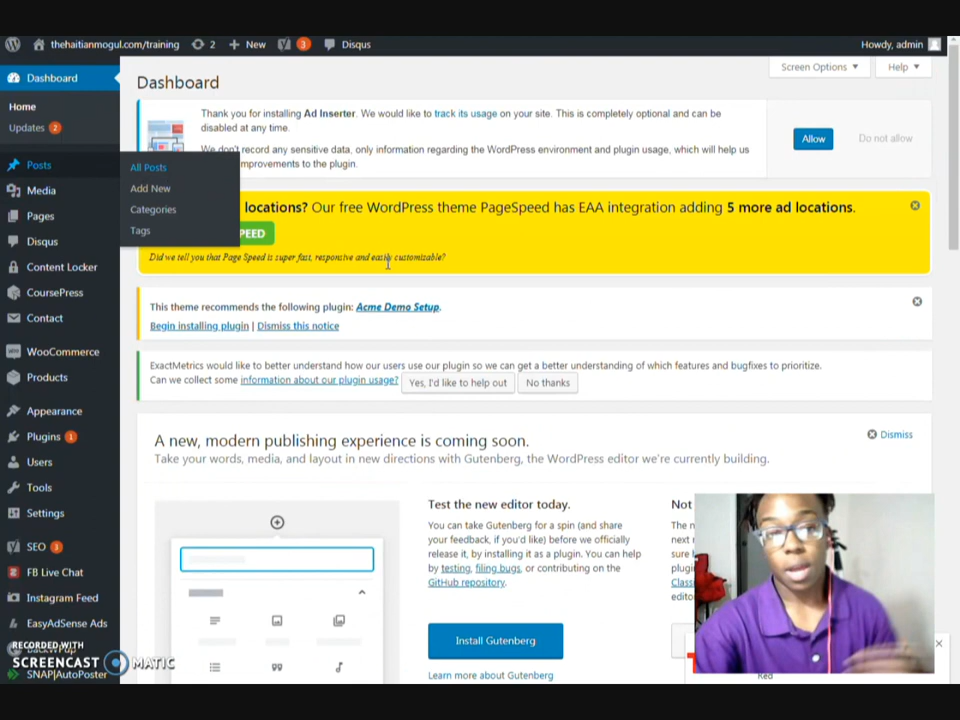 thehaitianmogul.com/training
2
New
3
Disqus
Howdy, admin
Dashboard
Home
Updates 2
Posts
Media
Pages
Disqus
Content Locker
CoursePress
Contact
WooCommerce
Products
Appearance
Plugins 1
Users
Tools
Settings
SEO 3
FB Live Chat
Instagram Feed
EasyAdSense Ads
SNAP|AutoPoster
RECORDED WITH
SCREENCAST MATIC
All Posts
Add New
Categories
Tags
Dashboard
Screen Options
Help
Thank you for installing Ad Inserter. We would like to track its usage on your site. This is completely optional and can be
disabled at any time.
We don't record any sensitive data, only information regarding the WordPress environment and plugin usage, which will help us
mprovements to the plugin.
Allow
Do not allow
locations? Our free WordPress theme PageSpeed has EAA integration adding 5 more ad locations.
PEED
Did we tell you that Page Speed is super fast, responsive and easily customizable?
This theme recommends the following plugin: Acme Demo Setup.
Begin installing plugin | Dismiss this notice
ExactMetrics would like to better understand how our users use our plugin so we can get a better understanding of which features and bugfixes to prioritize.
Can we collect some information about our plugin usage? Yes, I'd like to help out No thanks
A new, modern publishing experience is coming soon.
Dismiss
Take your words, media, and layout in new directions with Gutenberg, the WordPress editor we're currently building.
Test the new editor today.
You can take Gutenberg for a spin (and share
your feedback, if you'd like) before we officially
release it, by installing it as a plugin. You can help
by testing, filing bugs, or contributing on the
GitHub repository.
Install Gutenberg
Learn more about Gutenberg
Not
The n
next
sure
plugi
Class
edito
Red